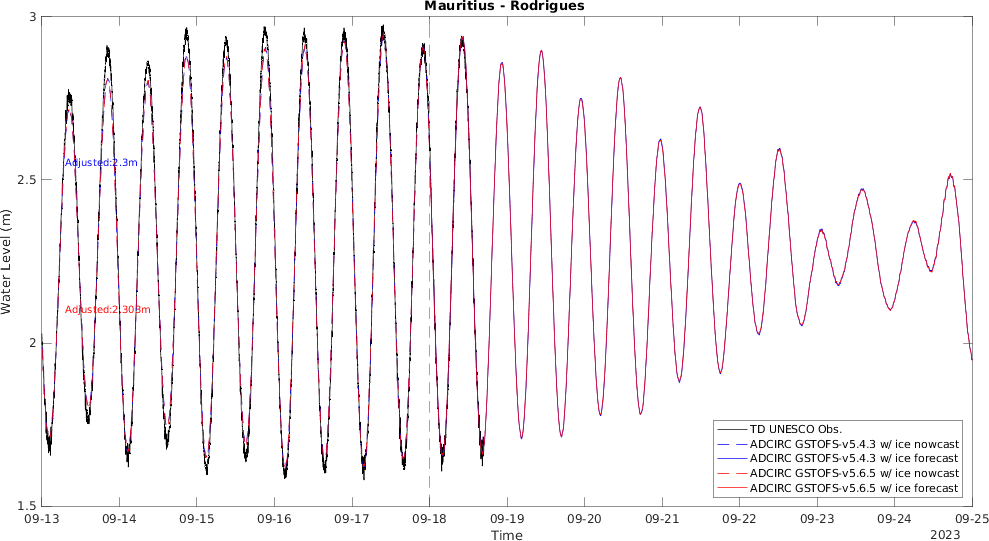 Mauritius - Rodrigues
3
2.5
2
1.5
Water Level (m)
Adjusted:2.3m
Adjusted:2.308m
TD UNESCO Obs.
ADCIRC GSTOFS-v5.4.3 w/ ice nowcast
ADCIRC GSTOFS-v5.4.3 w/ ice forecast
ADCIRC GSTOFS-v5.6.5 w/ ice nowcast
ADCIRC GSTOFS-v5.6.5 w/ ice forecast
09-13 09-14 09-15 09-16 09-17 09-18 09-19 09-20 09-21 09-22 09-23 09-24 09-25
Time
2023